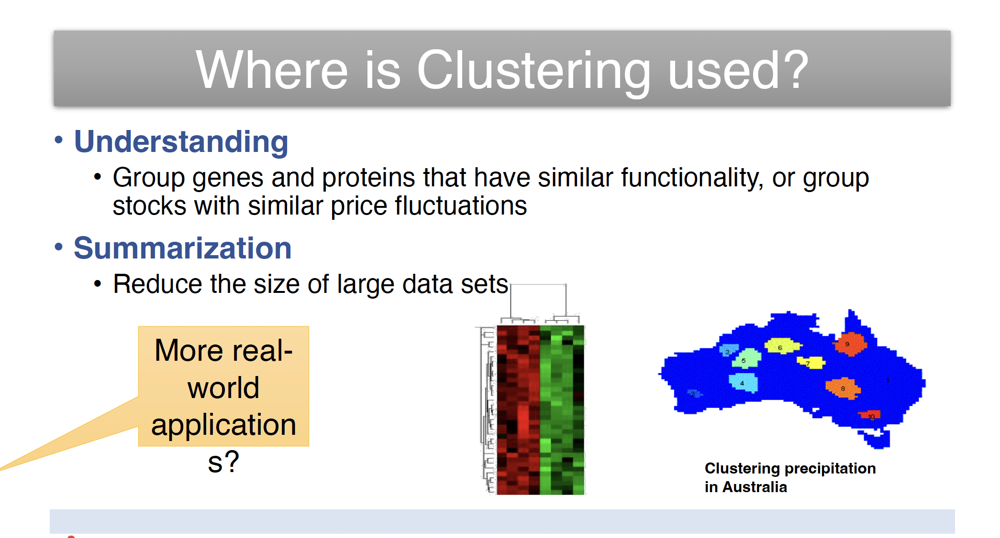 Where is Clustering used?
• Understanding
• Group genes and proteins that have similar functionality, or group
stocks with similar price fluctuations
• Summarization
• Reduce the size of large data sets
More real-
world
application
s?
3
5
6
7
9
4
2
8
1
10
Clustering precipitation
in Australia